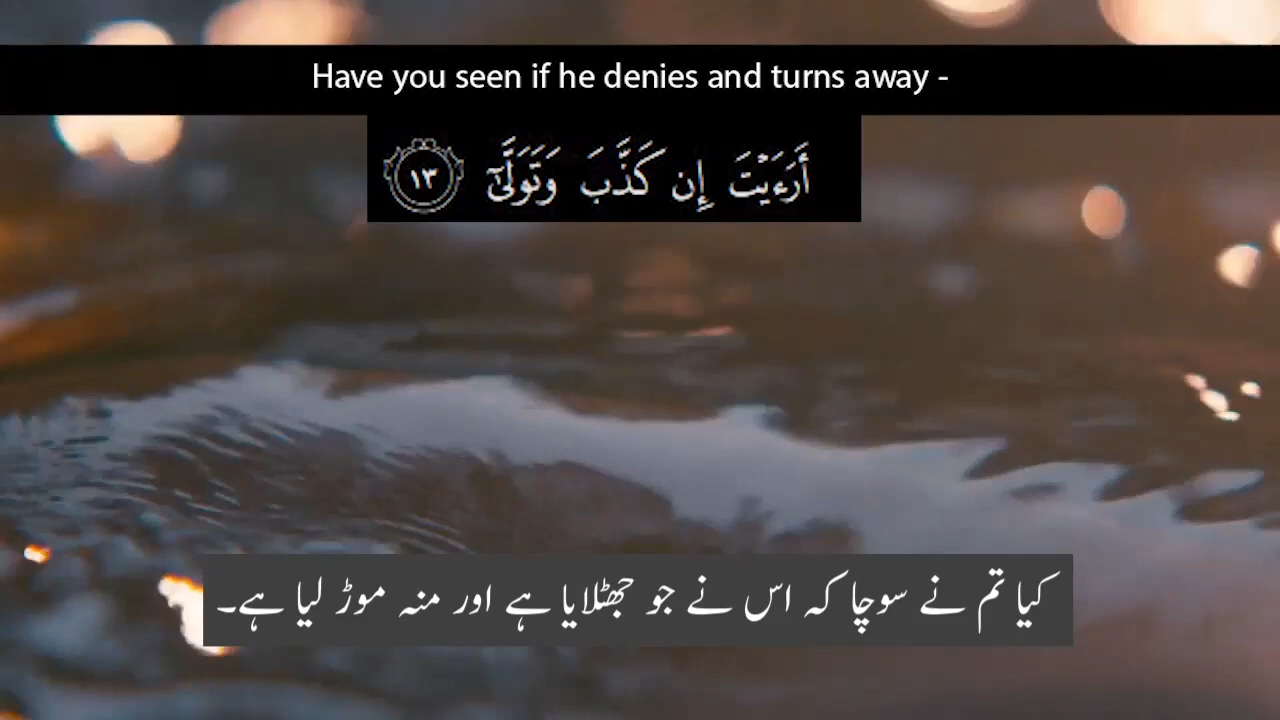 Have you seen if he denies and turns away -
أَرَءَيْتَ إِن كَذَّبَ وَتَوَلَّىٰٓ ١٣
کیا تم نے سوچا کہ اس نے جو جھٹلایا ہے اور منہ موڑ لیا ہے۔